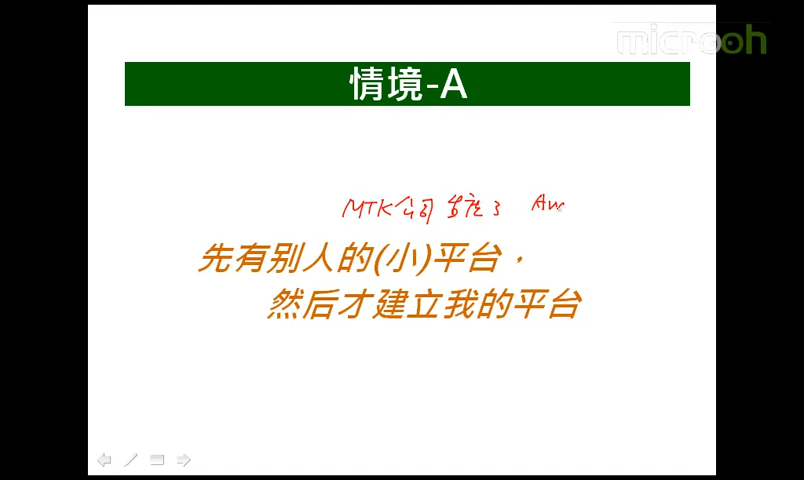 microoh
情境-A
MTK公司 了
先有别人的(小)平台，
然后才建立我的平台